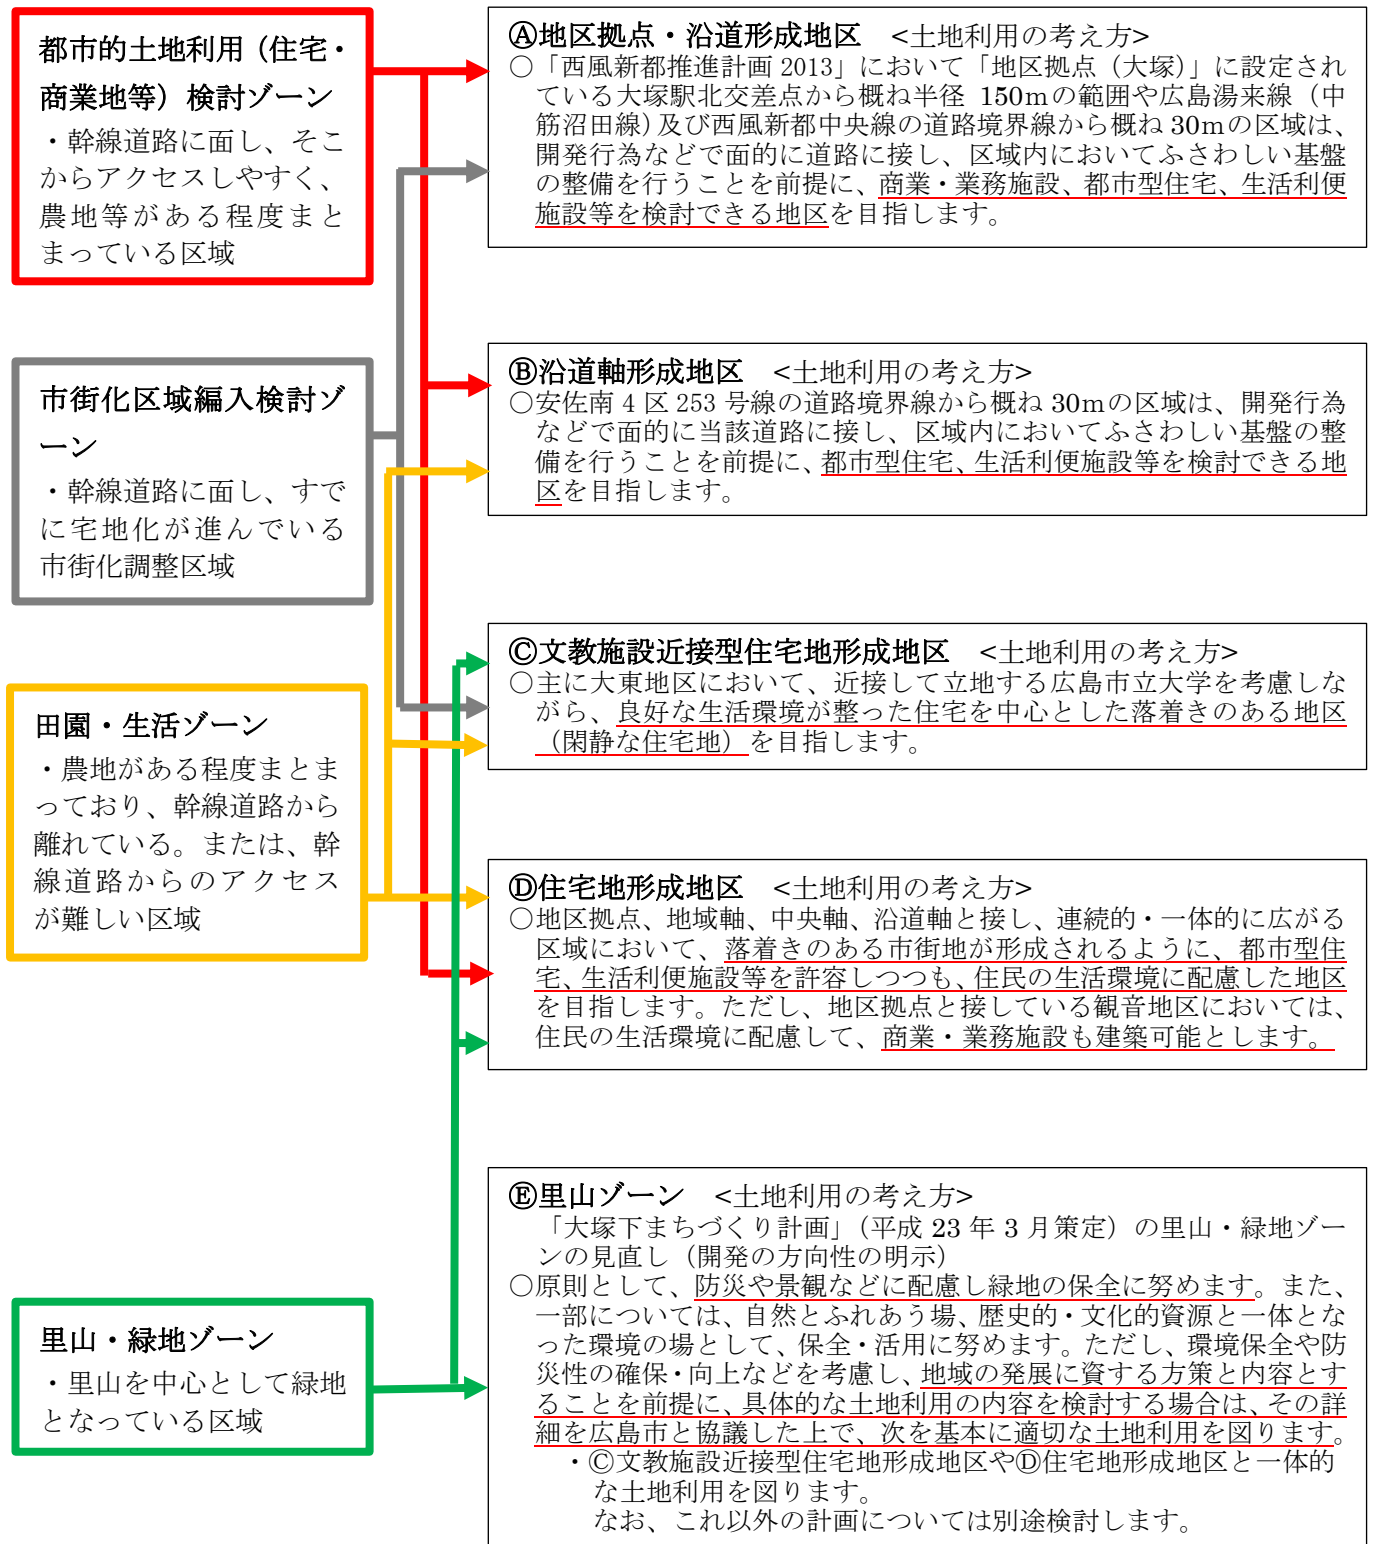 都市的土地利用（住宅・
商業地等）検討ゾーン
・幹線道路に面し、そこ
からアクセスしやすく、
農地等がある程度まと
まっている区域
Ⓐ地区拠点・沿道形成地区　<土地利用の考え方>
○「西風新都推進計画 2013」において「地区拠点（大塚）」に設定され
ている大塚駅北交差点から概ね半径 150mの範囲や広島湯来線（中
筋沼田線）及び西風新都中央線の道路境界線から概ね 30mの区域は、
開発行為などで面的に道路に接し、区域内においてふさわしい基盤
の整備を行うことを前提に、商業・業務施設、都市型住宅、生活利便
施設等を検討できる地区を目指します。
市街化区域編入検討ゾ
ーン
・幹線道路に面し、すで
に宅地化が進んでいる
市街化調整区域
Ⓑ沿道軸形成地区　<土地利用の考え方>
○安佐南 4 区 253 号線の道路境界線から概ね 30mの区域は、開発行為
などで面的に当該道路に接し、区域内においてふさわしい基盤の整
備を行うことを前提に、都市型住宅、生活利便施設等を検討できる地
区を目指します。
Ⓒ文教施設近接型住宅地形成地区　<土地利用の考え方>
○主に大東地区において、近接して立地する広島市立大学を考慮しな
がら、良好な生活環境が整った住宅を中心とした落着きのある地区
（閑静な住宅地）を目指します。
田園・生活ゾーン
・農地がある程度まとま
っており、幹線道路から
離れている。または、幹
線道路からのアクセス
が難しい区域
Ⓓ住宅地形成地区　<土地利用の考え方>
○地区拠点、地域軸、中央軸、沿道軸と接し、連続的・一体的に広がる
区域において、落着きのある市街地が形成されるように、都市型住
宅、生活利便施設等を許容しつつも、住民の生活環境に配慮した地区
を目指します。ただし、地区拠点と接している観音地区においては、
住民の生活環境に配慮して、商業・業務施設も建築可能とします。
里山・緑地ゾーン
・里山を中心として緑地
となっている区域
Ⓔ里山ゾーン　<土地利用の考え方>
「大塚下まちづくり計画」（平成 23 年 3 月策定）の里山・緑地ゾー
ンの見直し（開発の方向性の明示）
○原則として、防災や景観などに配慮し緑地の保全に努めます。また、
一部については、自然とふれあう場、歴史的・文化的資源と一体とな
った環境の場として、保全・活用に努めます。ただし、環境保全や防
災性の確保・向上などを考慮し、地域の発展に資する方策と内容とす
ることを前提に、具体的な土地利用の内容を検討する場合は、その詳
細を広島市と協議した上で、次を基本に適切な土地利用を図ります。
・Ⓒ文教施設近接型住宅地形成地区やⒹ住宅地形成地区と一体的
な土地利用を図ります。
なお、これ以外の計画については別途検討します。